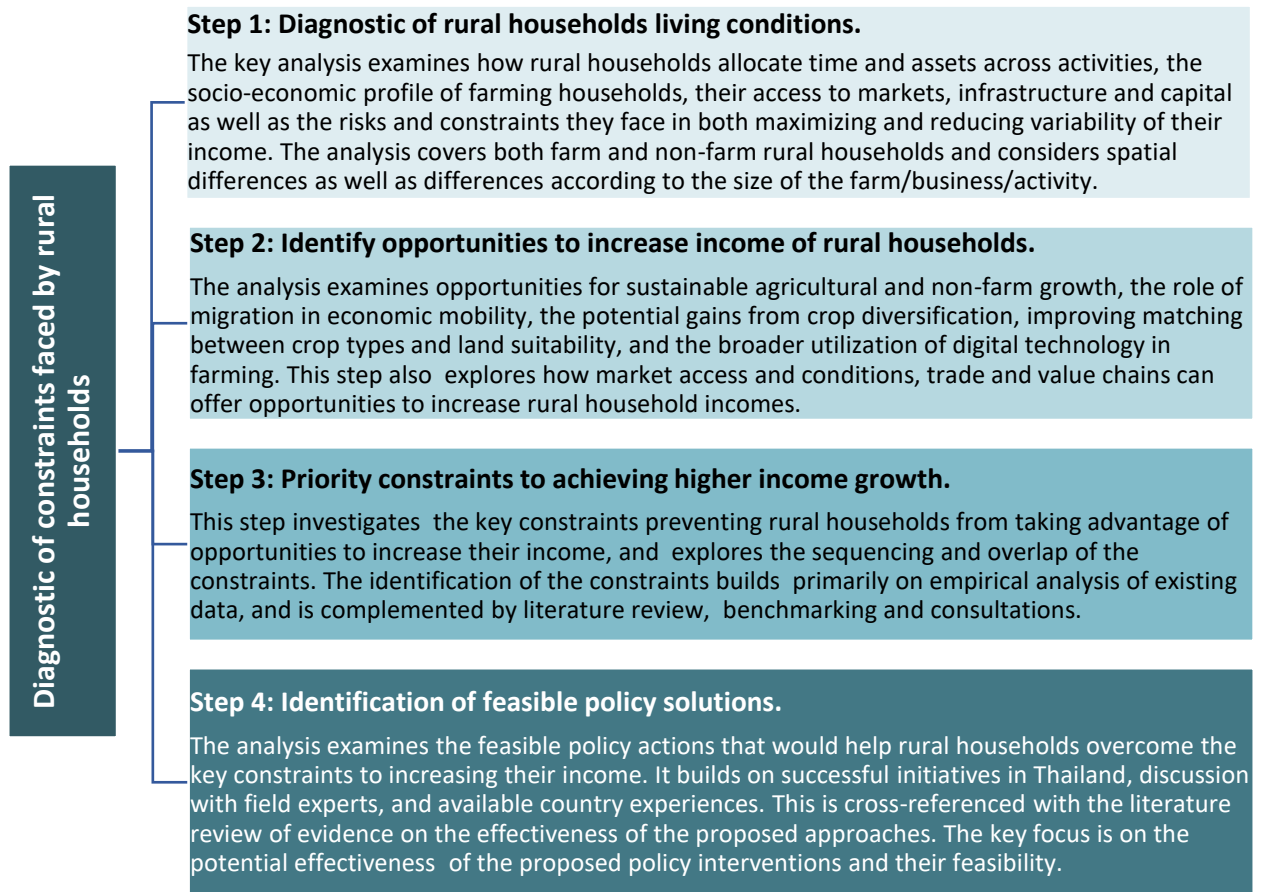 Diagnostic of constraints faced by rural
households
Step 1: Diagnostic of rural households living conditions.
The key analysis examines how rural households allocate time and assets across activities, the
socio-economic profile of farming households, their access to markets, infrastructure and capital
as well as the risks and constraints they face in both maximizing and reducing variability of their
income. The analysis covers both farm and non-farm rural households and considers spatial
differences as well as differences according to the size of the farm/business/activity.
Step 2: Identify opportunities to increase income of rural households.
The analysis examines opportunities for sustainable agricultural and non-farm growth, the role of
migration in economic mobility, the potential gains from crop diversification, improving matching
between crop types and land suitability, and the broader utilization of digital technology in
farming. This step also explores how market access and conditions, trade and value chains can
offer opportunities to increase rural household incomes.
Step 3: Priority constraints to achieving higher income growth.
This step investigates the key constraints preventing rural households from taking advantage of
opportunities to increase their income, and explores the sequencing and overlap of the
constraints. The identification of the constraints builds primarily on empirical analysis of existing
data, and is complemented by literature review, benchmarking and consultations.
Step 4: Identification of feasible policy solutions.
The analysis examines the feasible policy actions that would help rural households overcome the
key constraints to increasing their income. It builds on successful initiatives in Thailand, discussion
with field experts, and available country experiences. This is cross-referenced with the literature
review of evidence on the effectiveness of the proposed approaches. The key focus is on the
potential effectiveness of the proposed policy interventions and their feasibility.